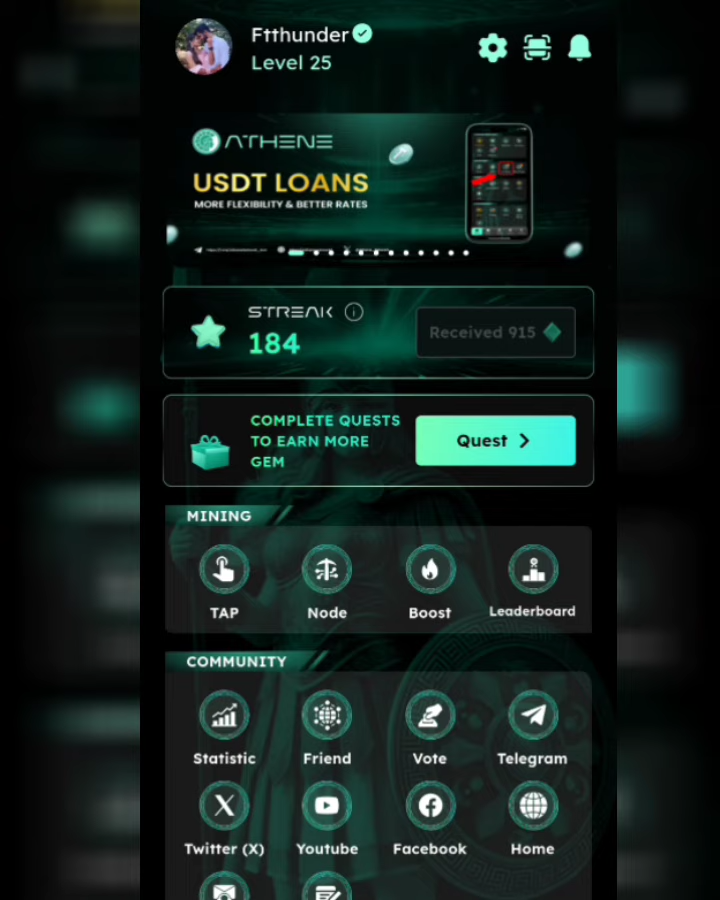 Ftthunder
Level 25
ATHENE
USDT LOANS
MORE FLEXIBILITY & BETTER RATES
STREAK
184
Received 915
COMPLETE QUESTS
TO EARN MORE
GEM
Quest
MINING
TAP
Node
Boost
Leaderboard
COMMUNITY
Statistic
Friend
Vote
Telegram
Twitter (X)
Youtube
Facebook
Home